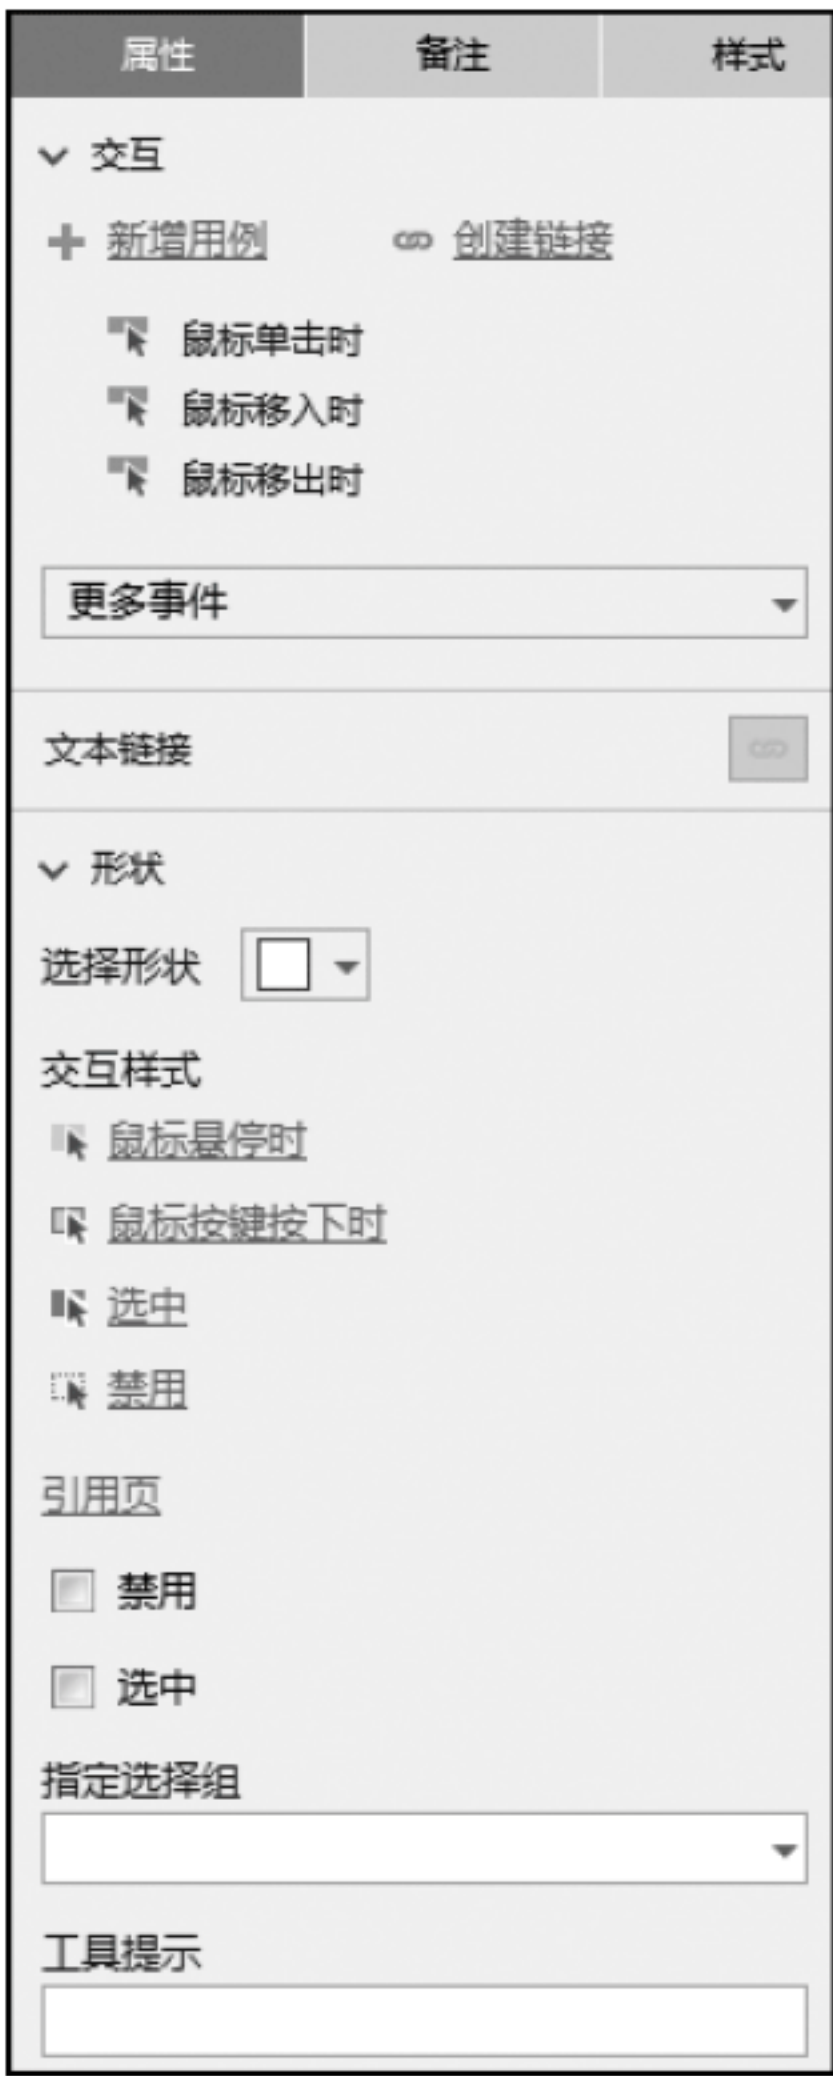 属性 备注 样式
交互
新增用例 创建链接
鼠标单击时
鼠标移入时
鼠标移出时
更多事件
文本链接
形状
选择形状
交互样式
鼠标悬停时
鼠标按键按下时
选中
禁用
引用页
禁用
选中
指定选择组
工具提示